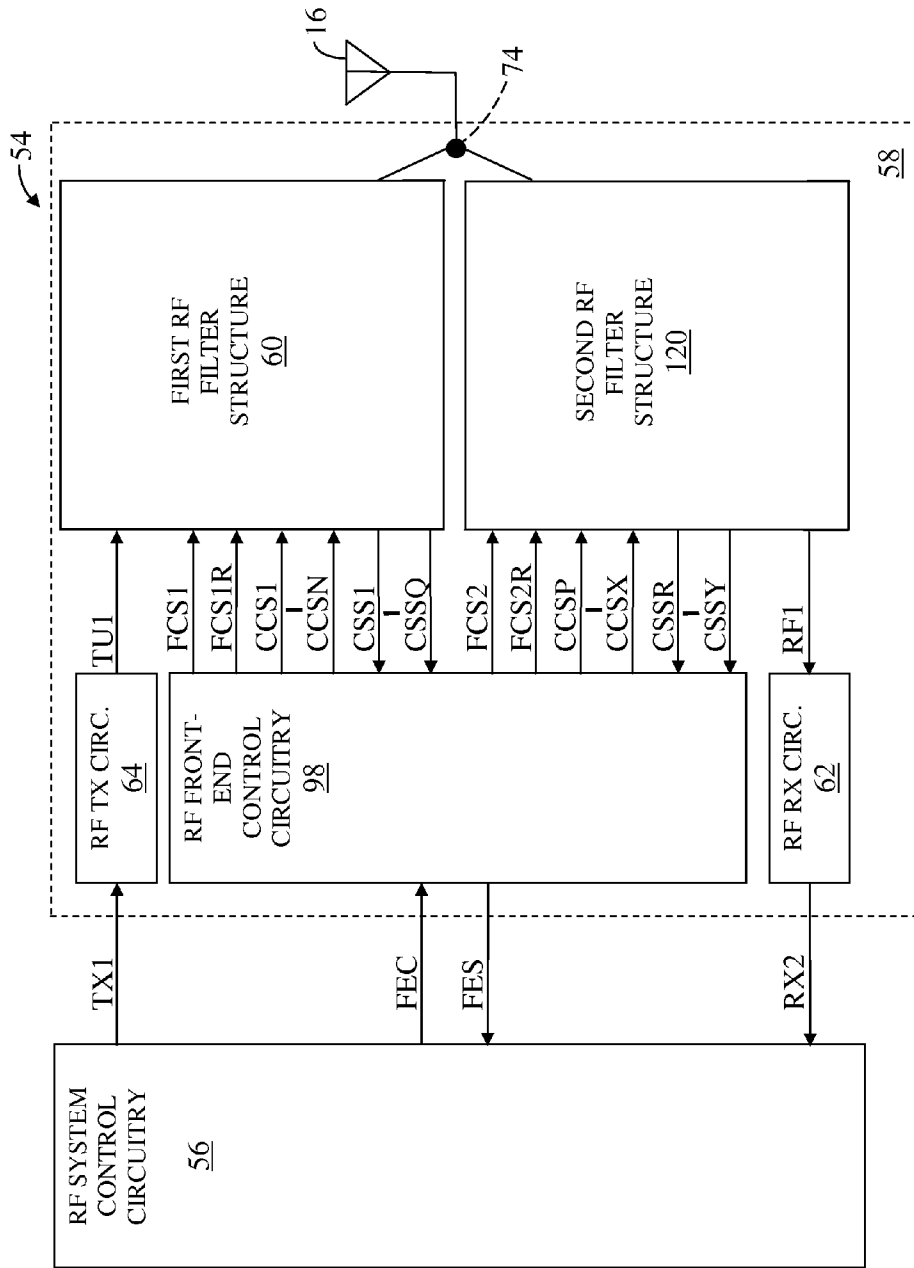 54
16
74
RF SYSTEM
CONTROL
CIRCUITRY
56
TX1
FEC
FES
RX2
RF TX CIRC.
64
RF FRONT-
END
CONTROL
CIRCUITRY
98
RF RX CIRC.
62
TU1
FCS1
FCS1R
CCS1
CCSN
CSS1
CSSQ
FCS2
FCS2R
CCSP
CCSX
CSSR
CSSY
RF1
FIRST RF
FILTER
STRUCTURE
60
SECOND RF
FILTER
STRUCTURE
120
58